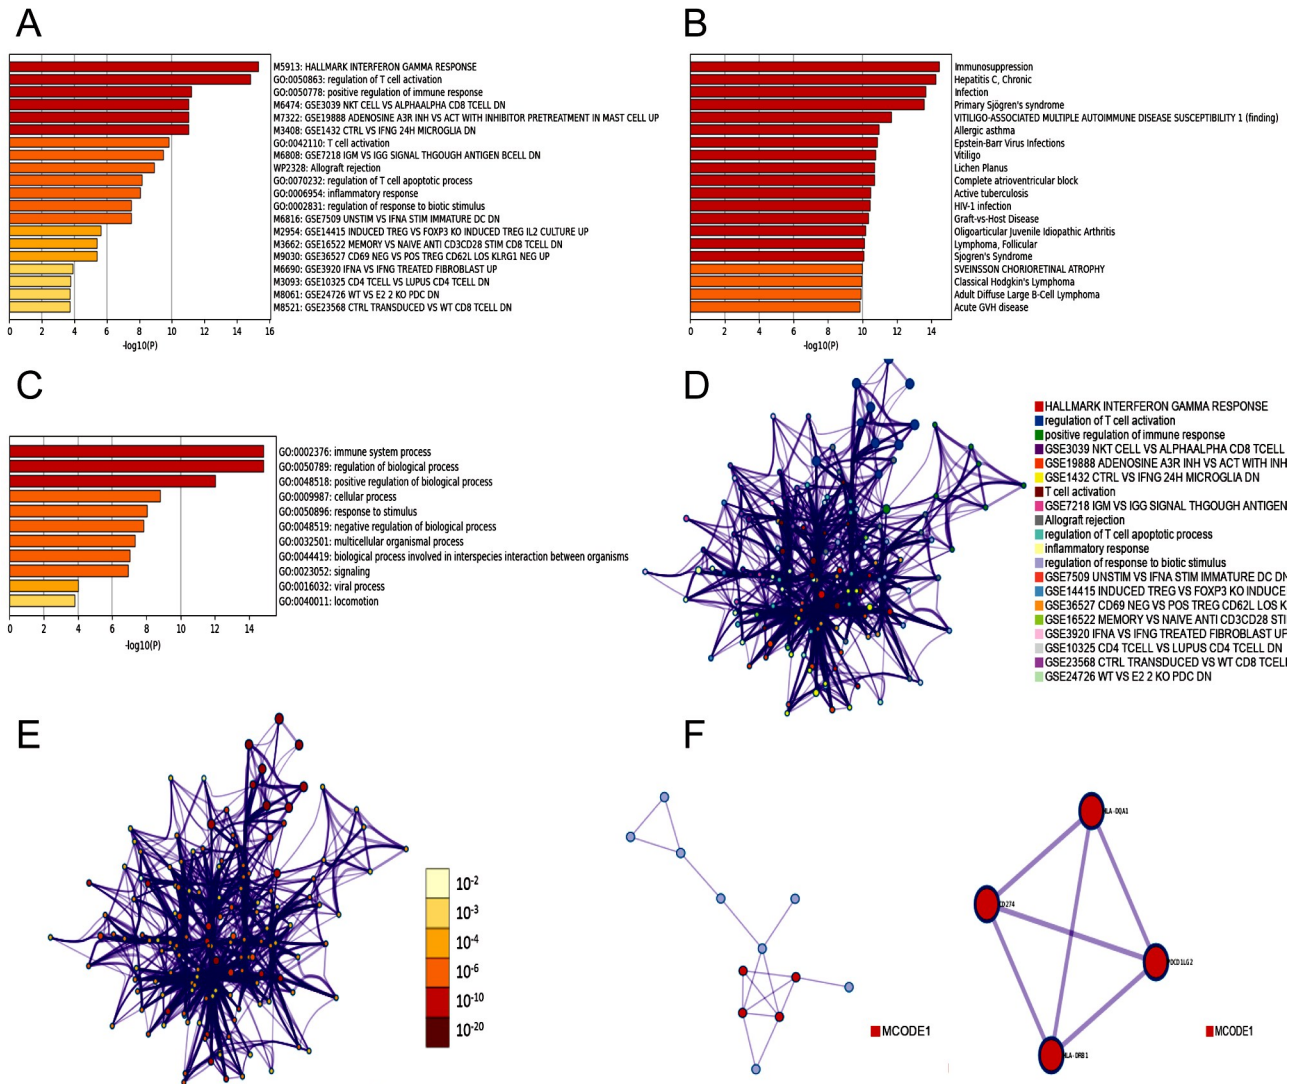 A
M5913: HALLMARK INTERFERON GAMMA RESPONSE
GO:0050863: regulation of T cell activation
GO:0050778: positive regulation of immune response
M6474: GSE3039 NKT CELL VS ALPHAALPHA CD8 TCELL DN
M7322: GSE19888 ADENOSINE A3R INH VS ACT WITH INHIBITOR PRETREATMENT IN MAST CELL UP
M3408: GSE1432 CTRL VS IFNG 24H MICROGLIA DN
GO:0042110: T cell activation
M6808: GSE7218 IGM VS IGG SIGNAL THGOUGH ANTIGEN BCELL DN
WP2328: Allograft rejection
GO:0070232: regulation of T cell apoptotic process
GO:0006954: inflammatory response
GO:0002831: regulation of response to biotic stimulus
M6816: GSE7509 UNSTIM VS IFNA STIM IMMATURE DC DN
M2954: GSE14415 INDUCED TREG VS FOXP3 KO INDUCED TREG IL2 CULTURE UP
M3662: GSE16522 MEMORY VS NAIVE ANTI CD3CD28 STIM CD8 TCELL DN
M9030: GSE36527 CD69 NEG VS POS TREG CD62L LOS KLRG1 NEG UP
M6690: GSE3920 IFNA VS IFNG TREATED FIBROBLAST UP
M3093: GSE10325 CD4 TCELL VS LUPUS CD4 TCELL DN
M8061: GSE24726 WT VS E2 2 KO PDC DN
M8521: GSE23568 CTRL TRANSDUCED VS WT CD8 TCELL DN
0 2 4 6 8 10 12 14 16
-log10(P)
B
Immunosuppression
Hepatitis C, Chronic
Infection
Primary Sjögren's syndrome
VITILIGO-ASSOCIATED MULTIPLE AUTOIMMUNE DISEASE SUSCEPTIBILITY 1 (finding)
Allergic asthma
Epstein-Barr Virus Infections
Vitiligo
Lichen Planus
Complete atrioventricular block
Active tuberculosis
HIV-1 infection
Graft-vs-Host Disease
Oligoarticular Juvenile Idiopathic Arthritis
Lymphoma, Follicular
Sjogren's Syndrome
SVEINSSON CHORIORETINAL ATROPHY
Classical Hodgkin's Lymphoma
Adult Diffuse Large B-Cell Lymphoma
Acute GVH disease
0 2 4 6 8 10 12 14
-log10(P)
C
GO:0002376: immune system process
GO:0050789: regulation of biological process
GO:0048518: positive regulation of biological process
GO:0009987: cellular process
GO:0050896: response to stimulus
GO:0048519: negative regulation of biological process
GO:0032501: multicellular organismal process
GO:0044419: biological process involved in interspecies interaction between organisms
GO:0023052: signaling
GO:0016032: viral process
GO:0040011: locomotion
0 2 4 6 8 10 12 14
-log10(P)
D
HALLMARK INTERFERON GAMMA RESPONSE
regulation of T cell activation
positive regulation of immune response
GSE3039 NKT CELL VS ALPHAALPHA CD8 TCELL
GSE19888 ADENOSINE A3R INH VS ACT WITH INH
GSE1432 CTRL VS IFNG 24H MICROGLIA DN
T cell activation
GSE7218 IGM VS IGG SIGNAL THGOUGH ANTIGEN
Allograft rejection
regulation of T cell apoptotic process
inflammatory response
regulation of response to biotic stimulus
GSE7509 UNSTIM VS IFNA STIM IMMATURE DC DN
GSE14415 INDUCED TREG VS FOXP3 KO INDUCE
GSE36527 CD69 NEG VS POS TREG CD62L LOS K
GSE16522 MEMORY VS NAIVE ANTI CD3CD28 STI
GSE3920 IFNA VS IFNG TREATED FIBROBLAST UP
GSE10325 CD4 TCELL VS LUPUS CD4 TCELL DN
GSE23568 CTRL TRANSDUCED VS WT CD8 TCELL
GSE24726 WT VS E2 2 KO PDC DN
E
10-2
10-3
10-4
10-6
10-10
10-20
F
MCODE1
HLA-DQA1
CD274
PDCD1LG2
HLA-DRB1
MCODE1